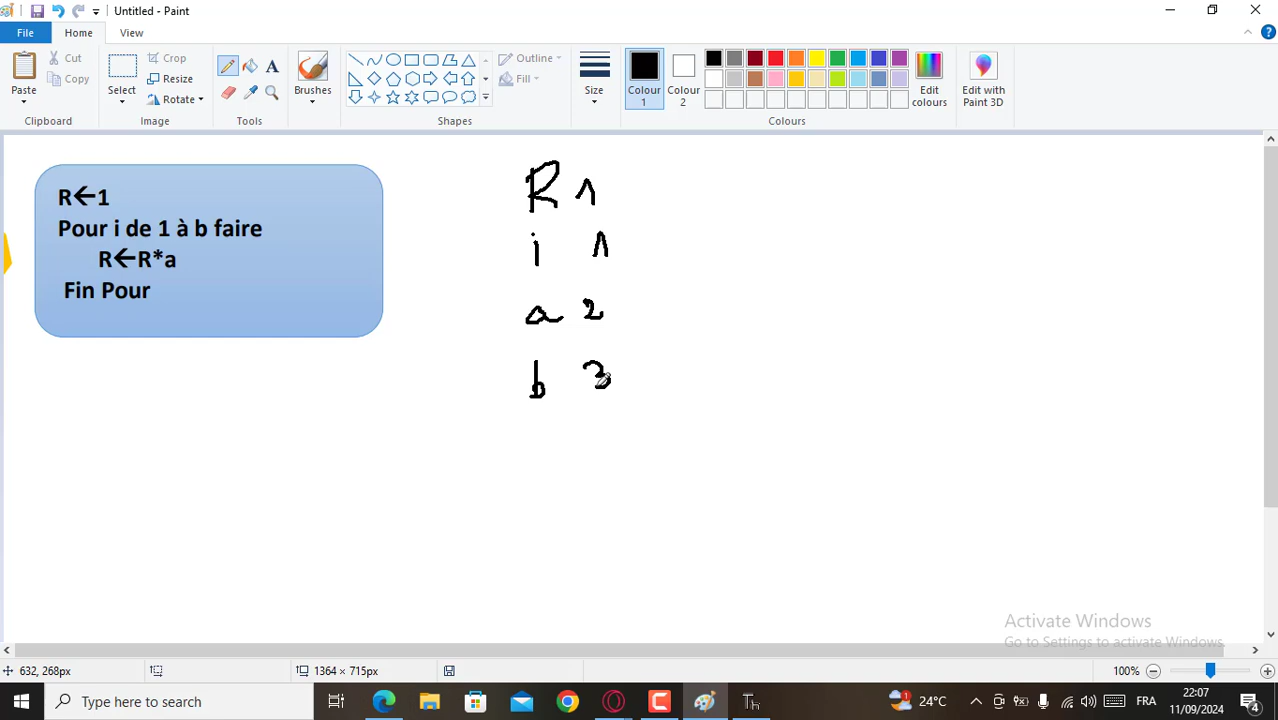 Untitled - Paint
File Home View
Paste
Cut
Copy
Clipboard
Select
Crop
Resize
Rotate
Image
A
Tools
Brushes
Outline
Fill
Shapes
Size
Colour 1
Colour 2
Edit colours
Edit with Paint 3D
Colours
R←1
Pour i de 1 à b faire
R←R*a
Fin Pour
R 1
i 1
a 2
b 3
Activate Windows
Go to Settings to activate Windows.
632, 268px
1364 × 715px
100%
Type here to search
Th
1
24°C
FRA
22:07
11/09/2024
4